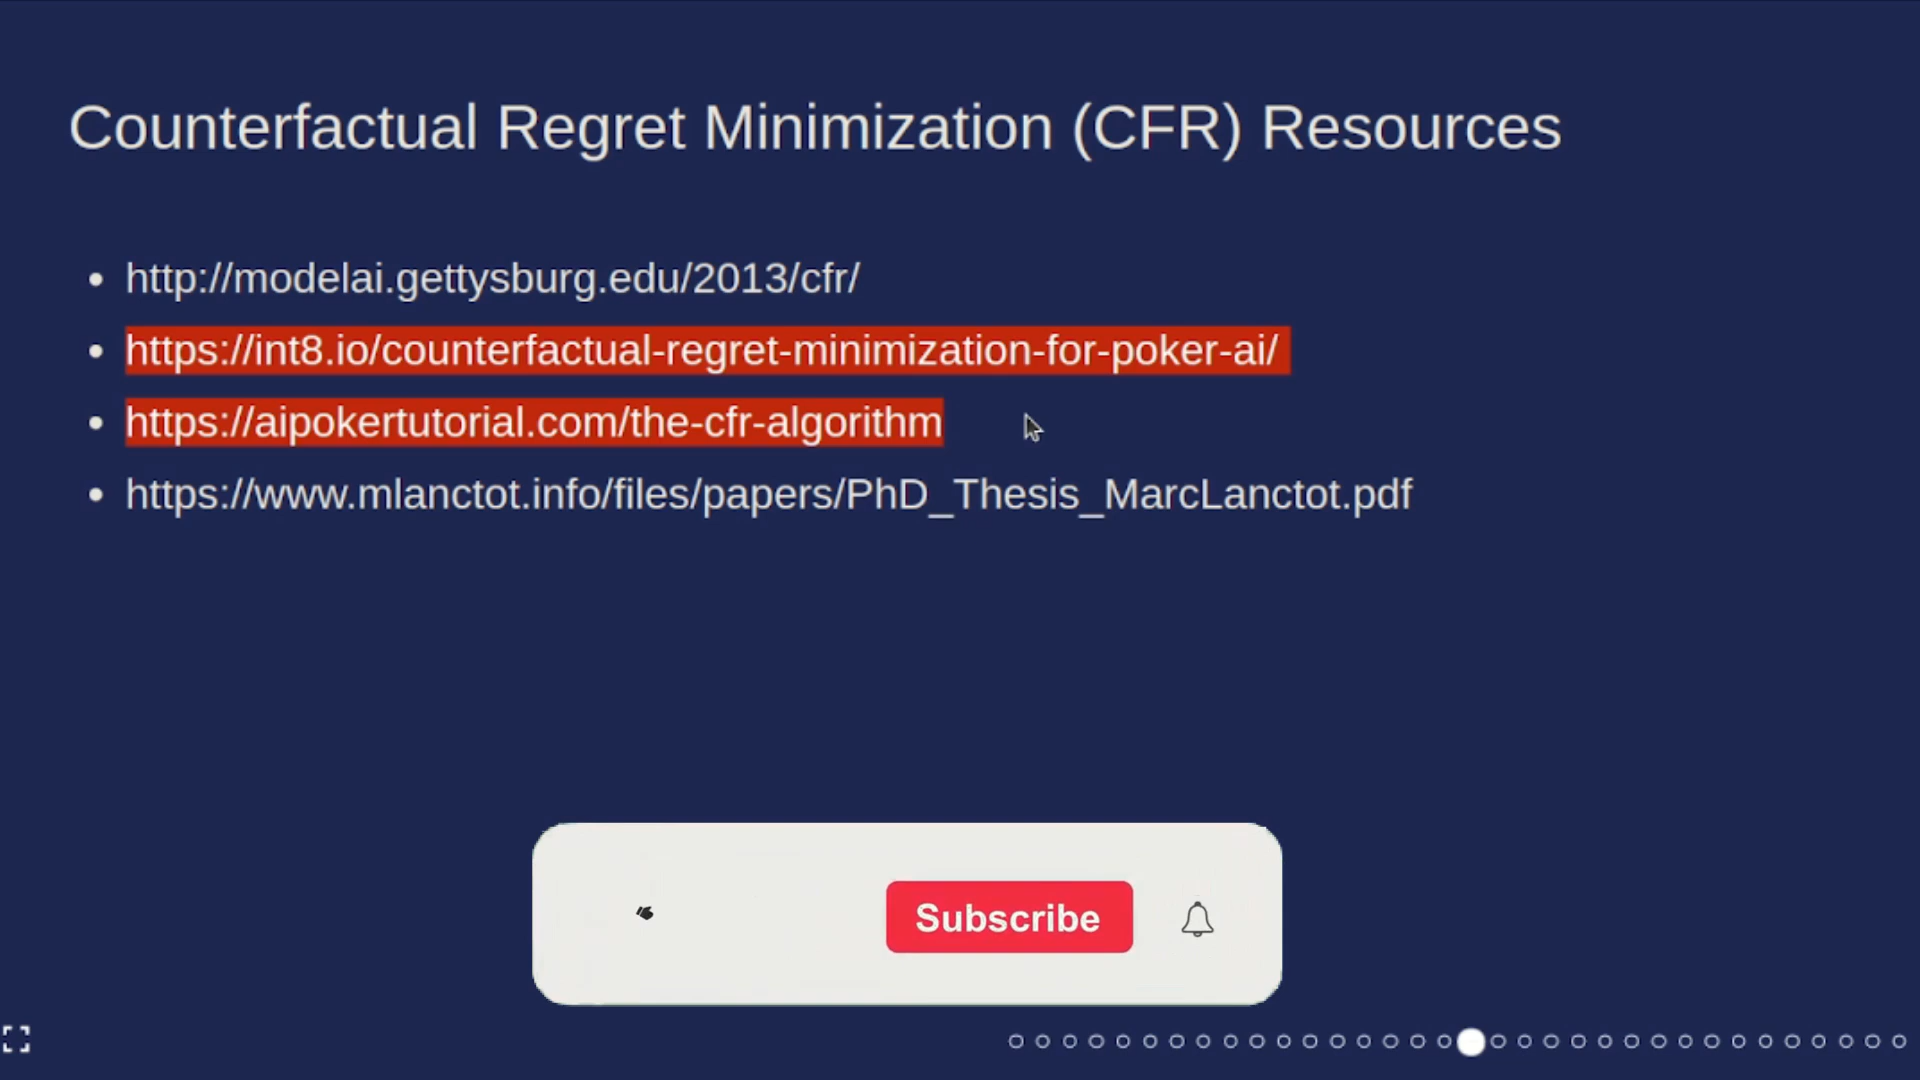 Counterfactual Regret Minimization (CFR) Resources
http://modelai.gettysburg.edu/2013/cfr/
https://int8.io/counterfactual-regret-minimization-for-poker-ai/
https://aipokertutorial.com/the-cfr-algorithm
https://www.mlanctot.info/files/papers/PhD_Thesis_MarcLanctot.pdf
Subscribe